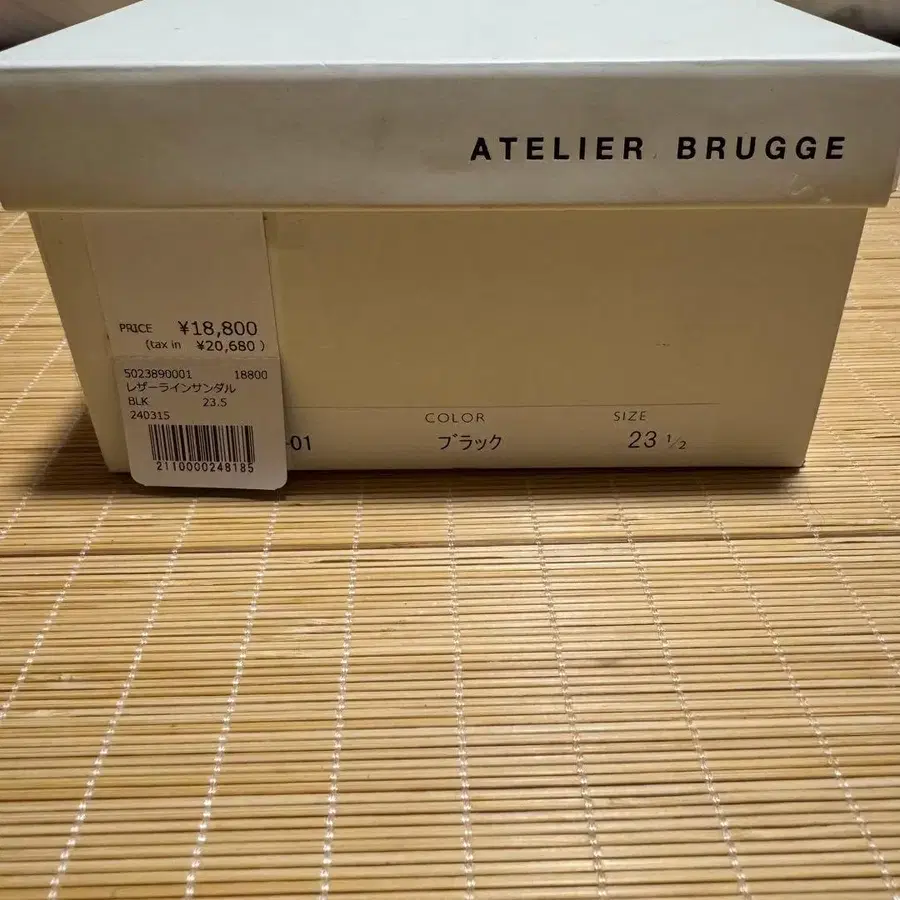 ATELIER BRUGGE
PRICE ¥18,800
(tax in ¥20,680 )
5023890001 18800
レザーラインサンダル
BLK 23.5
240315
2110000248185
COLOR SIZE
-01 ブラック 23 1/2